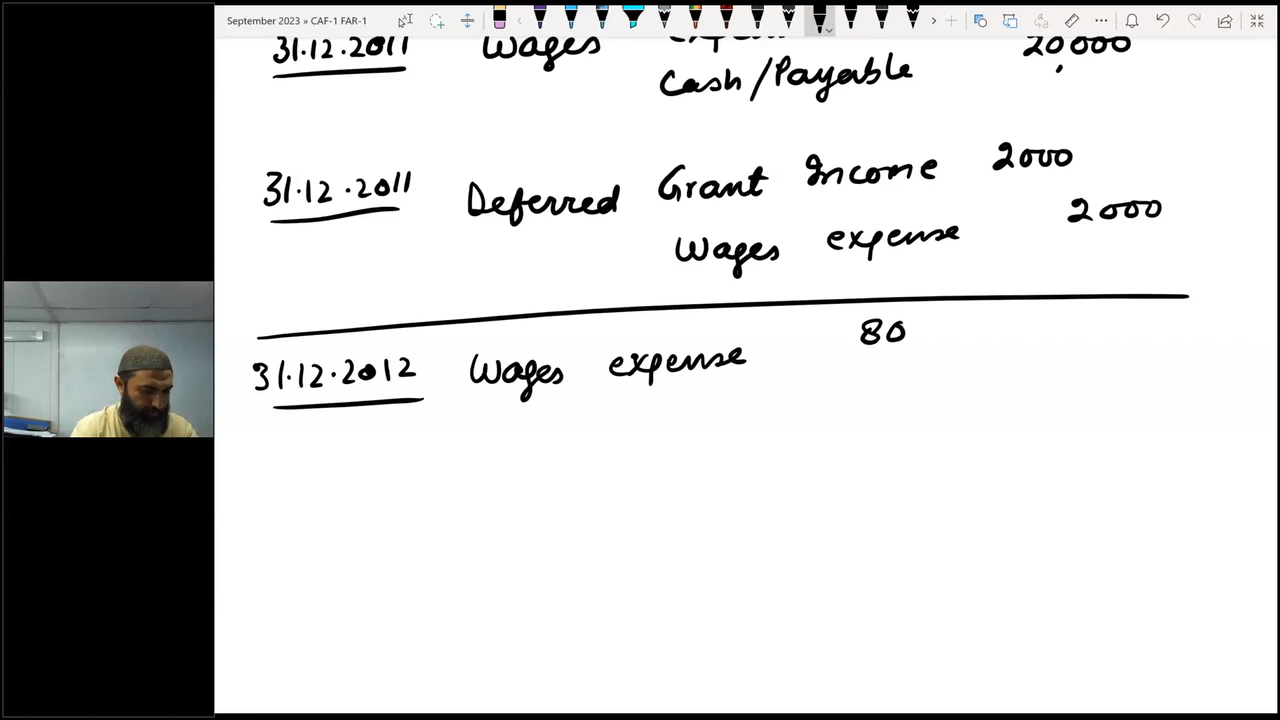 September 2023 » CAF-1 FAR-1
31.12.2011 Wages 20,000
Cash/Payable
31.12.2011 Deferred Grant Income 2000
Wages expense 2000
31.12.2012 Wages expense 80